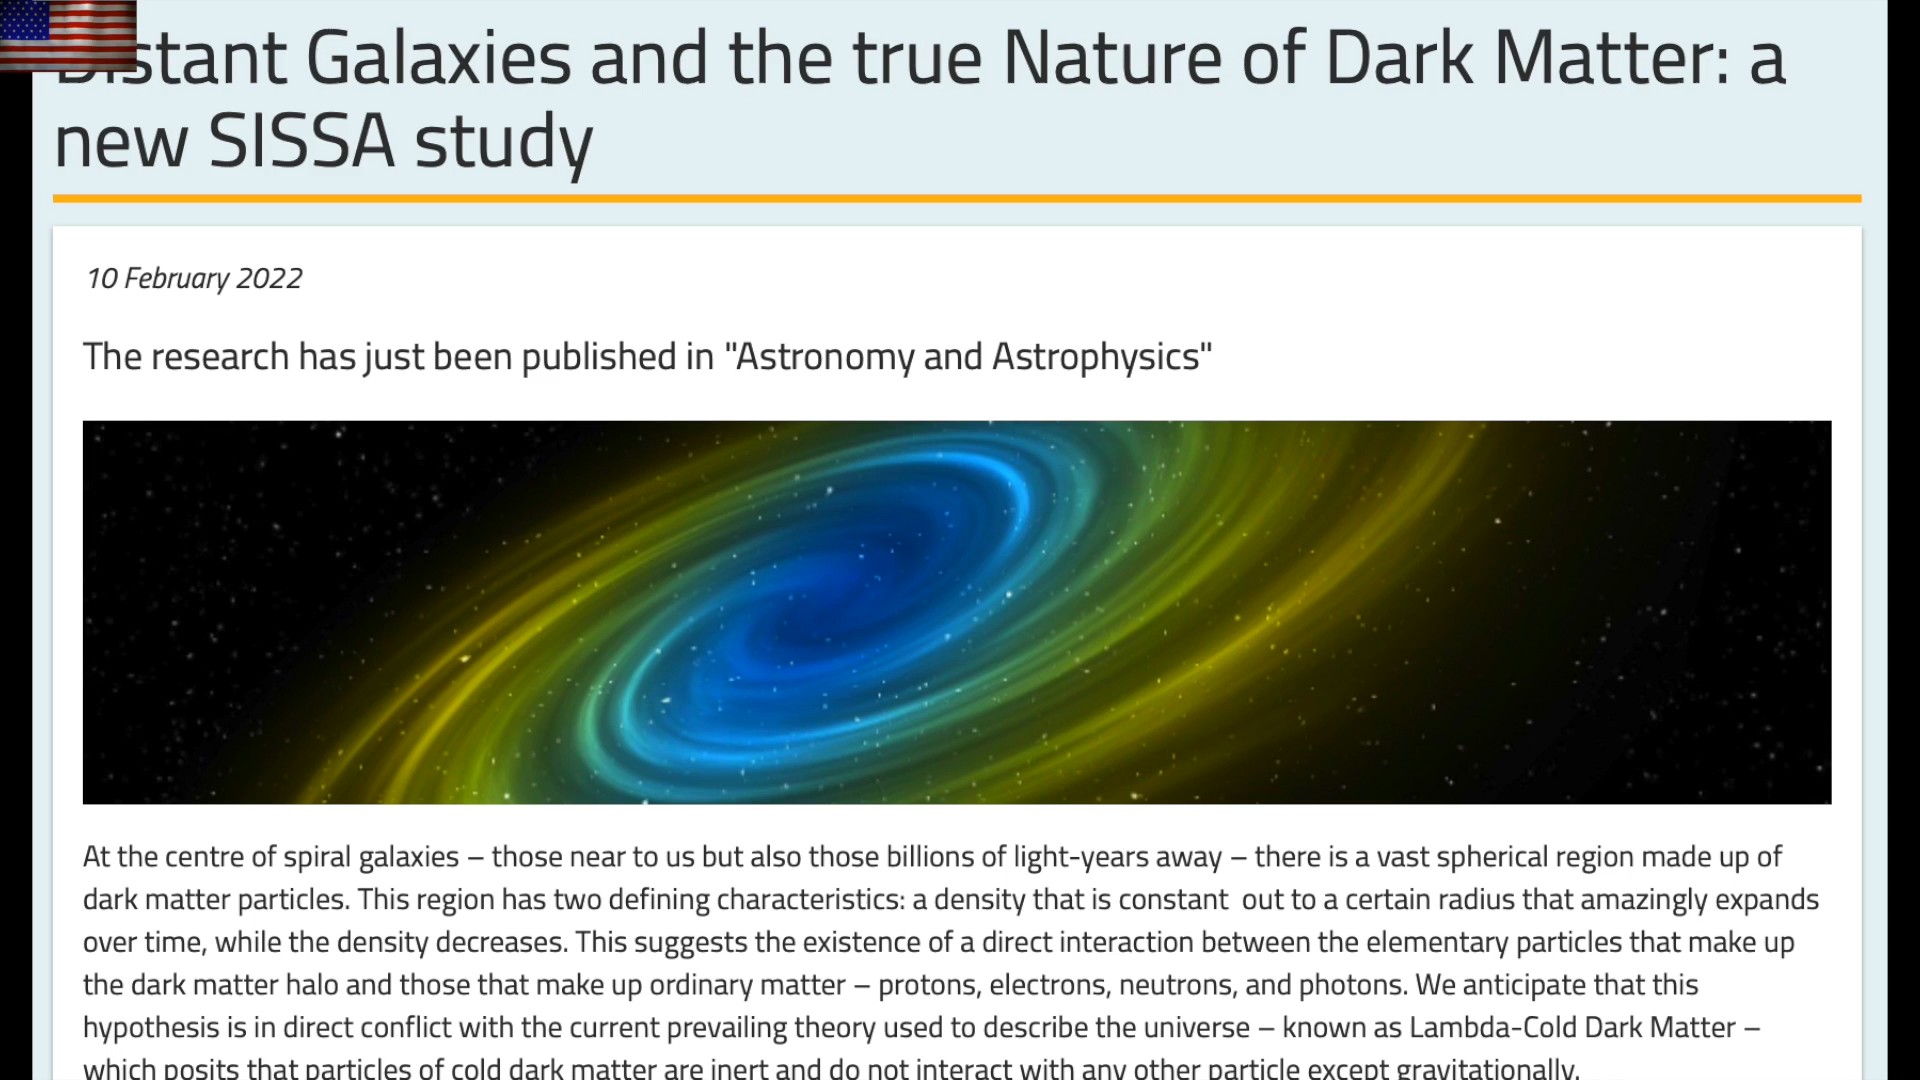 Distant Galaxies and the true Nature of Dark Matter: a
new SISSA study
10 February 2022
The research has just been published in "Astronomy and Astrophysics"
At the centre of spiral galaxies – those near to us but also those billions of light-years away – there is a vast spherical region made up of
dark matter particles. This region has two defining characteristics: a density that is constant  out to a certain radius that amazingly expands
over time, while the density decreases. This suggests the existence of a direct interaction between the elementary particles that make up
the dark matter halo and those that make up ordinary matter – protons, electrons, neutrons, and photons. We anticipate that this
hypothesis is in direct conflict with the current prevailing theory used to describe the universe – known as Lambda-Cold Dark Matter –
which posits that particles of cold dark matter are inert and do not interact with any other particle except gravitationally.